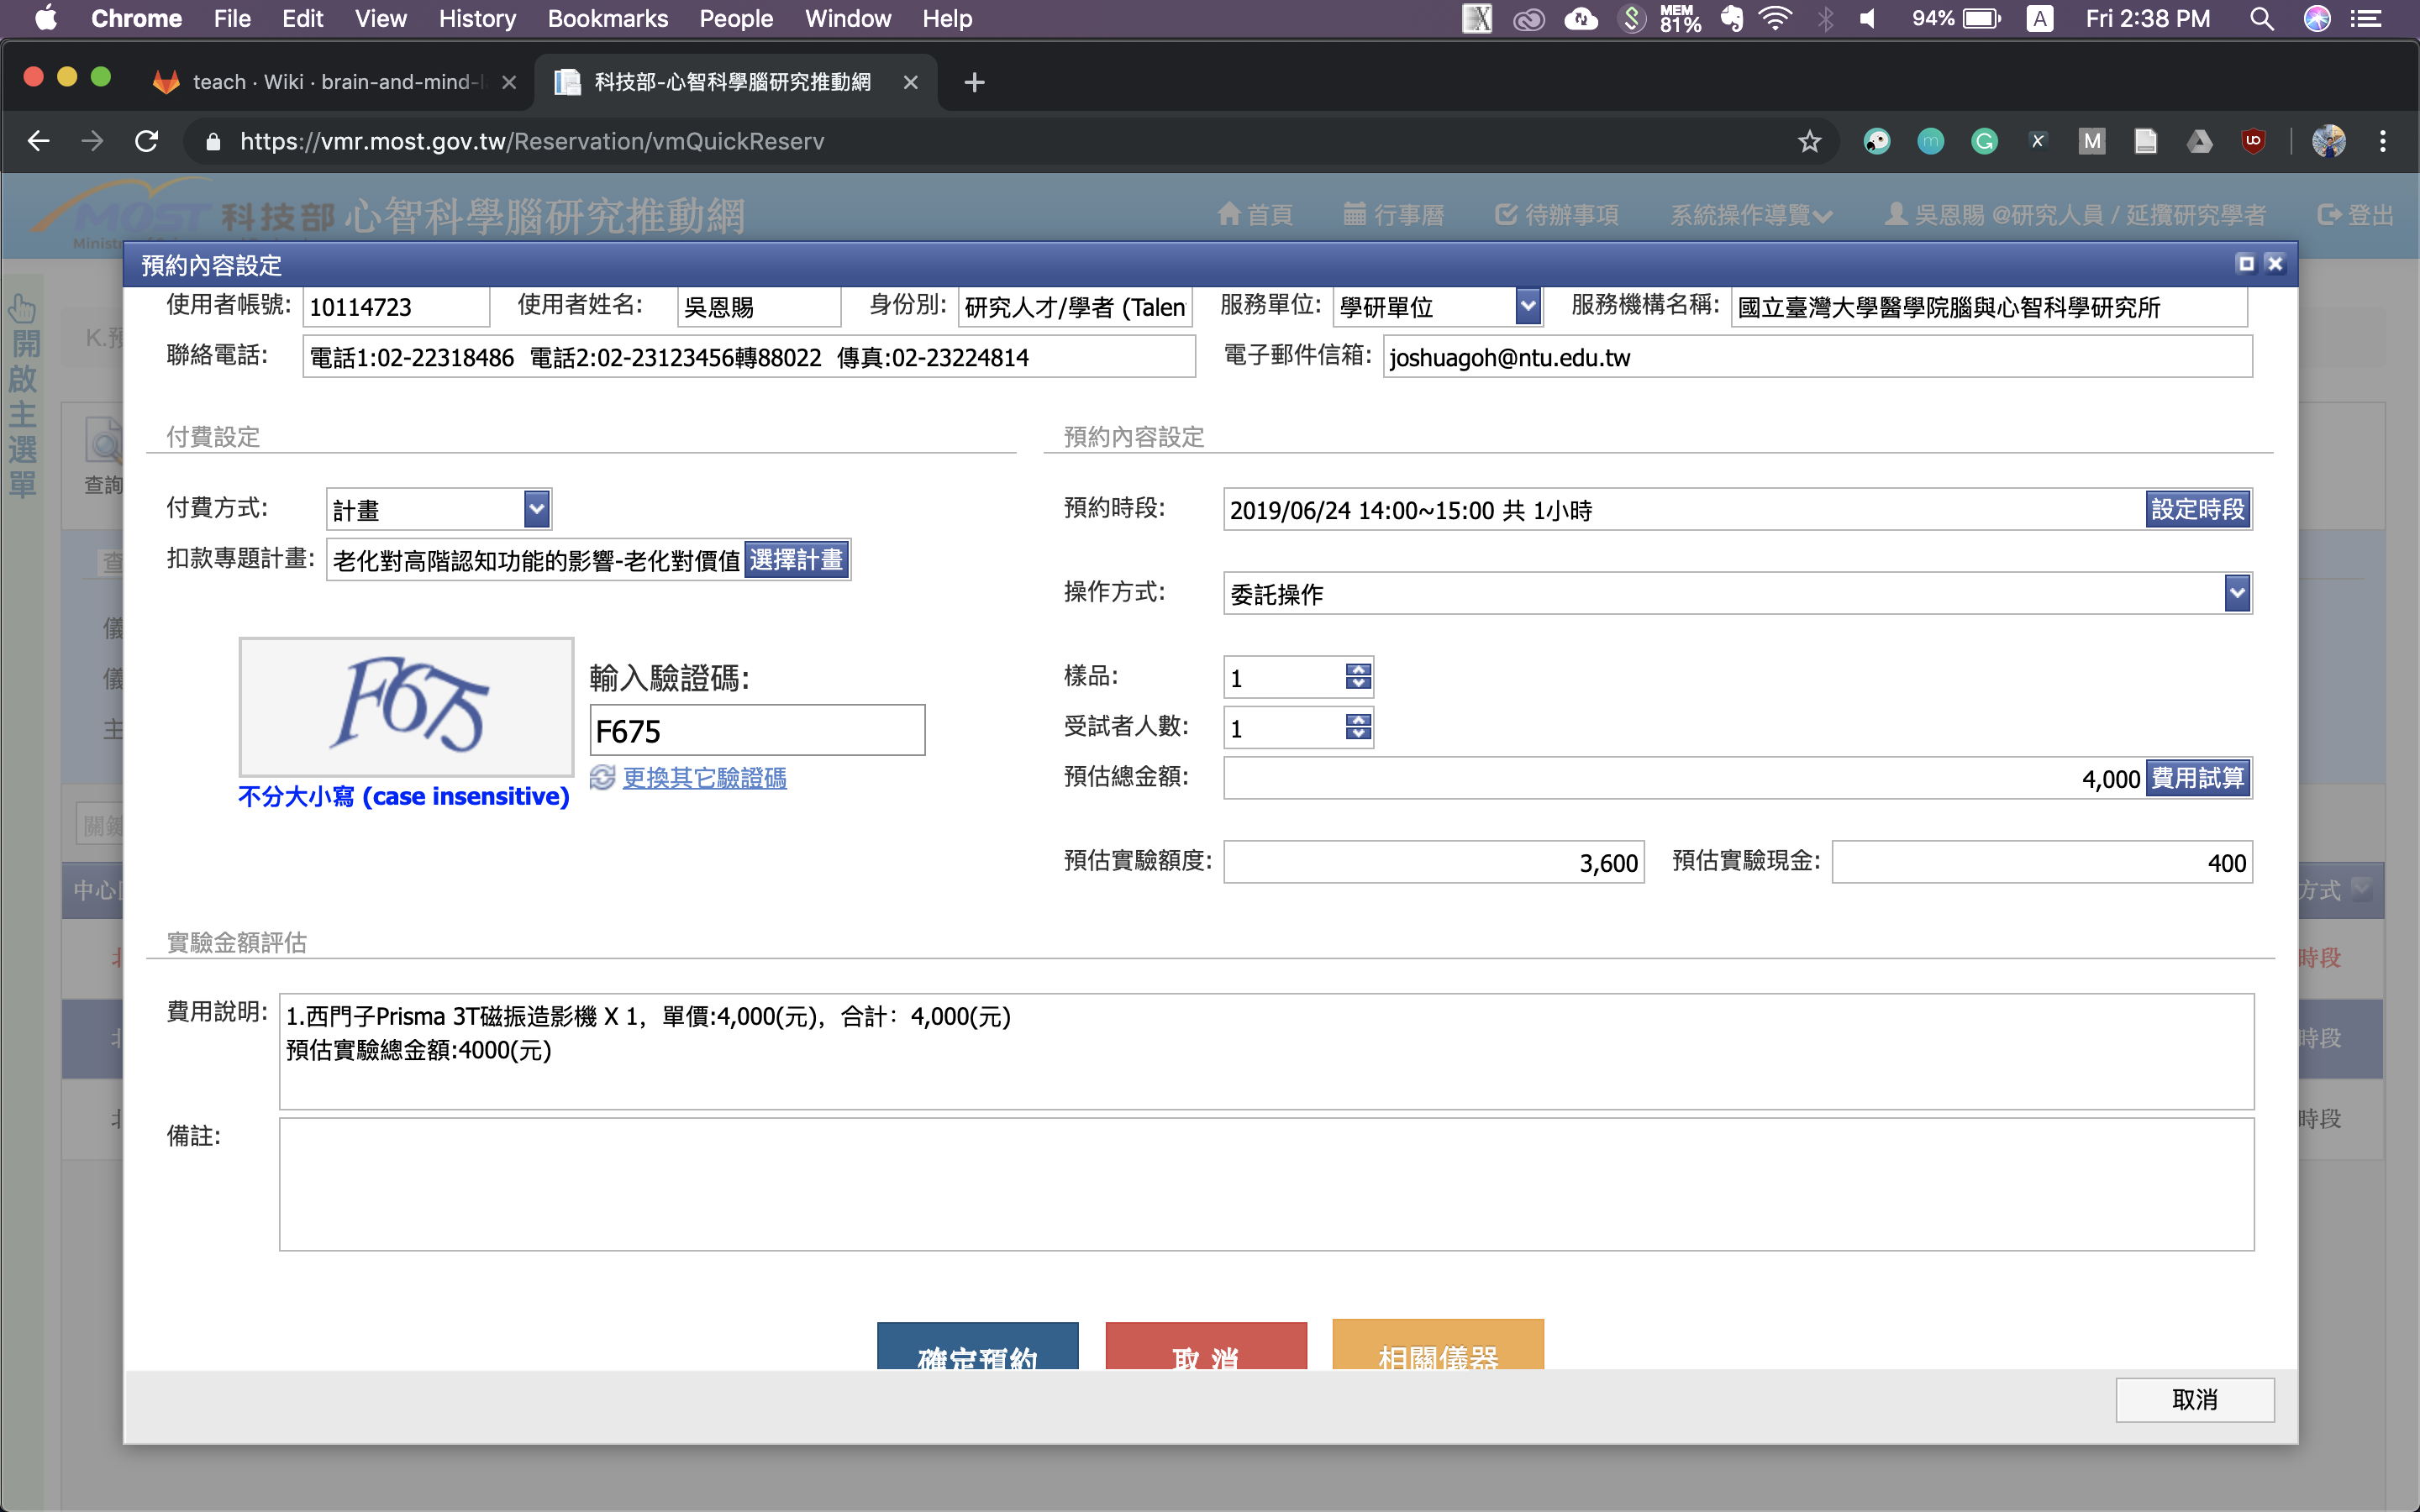 Chrome File Edit View History Bookmarks People Window Help MEM 81% 94% A Fri 2:38 PM
teach · Wiki · brain-and-mind-l 科技部-心智科學腦研究推動網
https://vmr.most.gov.tw/Reservation/vmQuickReserv
MOST 科技部 心智科學腦研究推動網 首頁 行事曆 待辦事項 系統操作導覽 吳恩賜 @研究人員 / 延攬研究學者 登出
開啟主選單
查詢
預約內容設定
使用者帳號: 10114723 使用者姓名: 吳恩賜 身份別: 研究人才/學者 (Talen 服務單位: 學研單位 服務機構名稱: 國立臺灣大學醫學院腦與心智科學研究所
聯絡電話: 電話1:02-22318486 電話2:02-23123456轉88022 傳真:02-23224814 電子郵件信箱: joshuagoh@ntu.edu.tw
付費設定 預約內容設定
付費方式: 計畫 預約時段: 2019/06/24 14:00~15:00 共 1小時 設定時段
扣款專題計畫: 老化對高階認知功能的影響-老化對價值 選擇計畫
操作方式: 委託操作
F675 輸入驗證碼: 樣品: 1
F675 受試者人數: 1
更換其它驗證碼 預估總金額: 4,000 費用試算
不分大小寫 (case insensitive)
預估實驗額度: 3,600 預估實驗現金: 400
中心 方式
實驗金額評估
時段
費用說明: 1.西門子Prisma 3T磁振造影機 X 1, 單價:4,000(元), 合計: 4,000(元)
預估實驗總金額:4000(元)
時段
備註:
時段
確定預約 取 消 相關儀器
取消